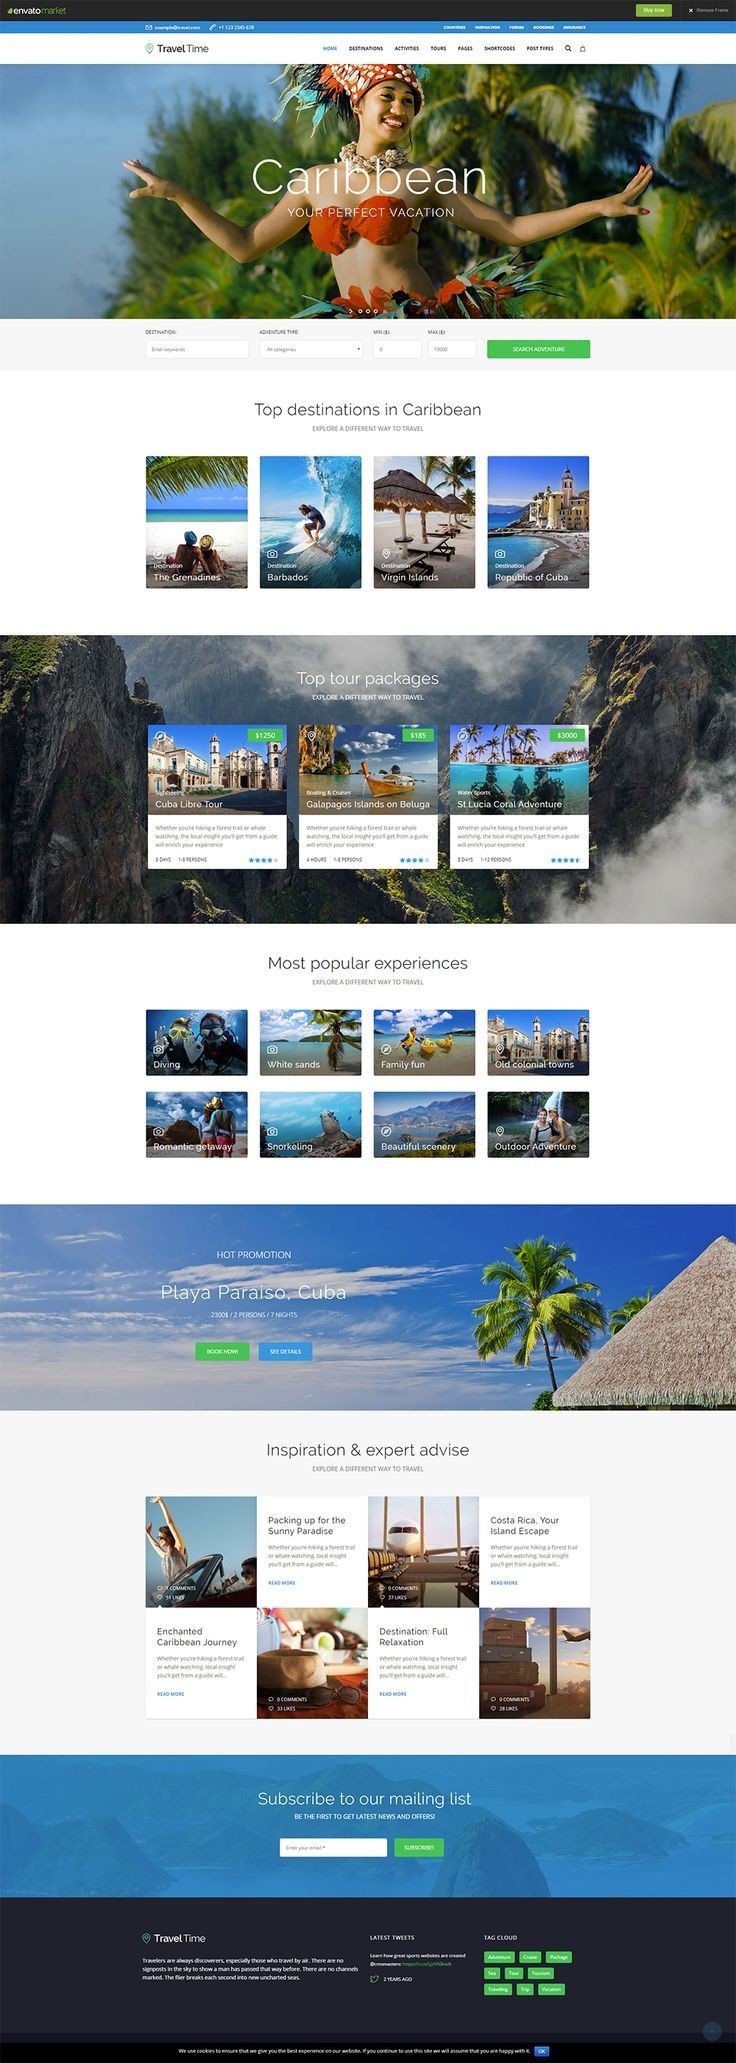 envatomarket
Buy now
Remove Frame
example@travel.com
+1 123 2345 678
COUNTRIES
INSPIRATION
FORUM
BOOKINGS
INSURANCE
Travel Time
HOME
DESTINATIONS
ACTIVITIES
TOURS
PAGES
SHORTCODES
POST TYPES
Caribbean
YOUR PERFECT VACATION
DESTINATION:
ADVENTURE TYPE:
MIN ($):
MAX ($):
Enter keywords
All categories
0
10000
SEARCH ADVENTURE
Top destinations in Caribbean
EXPLORE A DIFFERENT WAY TO TRAVEL
Destination
The Grenadines
Destination
Barbados
Destination
Virgin Islands
Destination
Republic of Cuba
Top tour packages
EXPLORE A DIFFERENT WAY TO TRAVEL
$1250
Sightseeing
Cuba Libre Tour
Whether you're hiking a forest trail or whale
watching, the local insight you'll get from a guide
will enrich your experience
8 DAYS 1-8 PERSONS
$185
Boating & Cruises
Galapagos Islands on Beluga
Whether you're hiking a forest trail or whale
watching, the local insight you'll get from a guide
will enrich your experience
4 HOURS 1-8 PERSONS
$3000
Water Sports
St.Lucia Coral Adventure
Whether you're hiking a forest trail or whale
watching, the local insight you'll get from a guide
will enrich your experience
8 DAYS 1-12 PERSONS
Most popular experiences
EXPLORE A DIFFERENT WAY TO TRAVEL
Diving
White sands
Family fun
Old colonial towns
Romantic getaway
Snorkeling
Beautiful scenery
Outdoor Adventure
HOT PROMOTION
Playa Paraiso, Cuba
2300$ / 2 PERSONS / 7 NIGHTS
BOOK NOW!
SEE DETAILS
Inspiration & expert advise
EXPLORE A DIFFERENT WAY TO TRAVEL
1 COMMENTS
51 LIKES
Packing up for the
Sunny Paradise
Whether you're hiking a forest trail
or whale watching, local insight
you'll get from a guide will...
READ MORE
0 COMMENTS
37 LIKES
Costa Rica, Your
Island Escape
Whether you're hiking a forest trail
or whale watching, local insight
you'll get from a guide will...
READ MORE
Enchanted
Caribbean Journey
Whether you're hiking a forest trail
or whale watching, local insight
you'll get from a guide will...
READ MORE
0 COMMENTS
33 LIKES
Destination: Full
Relaxation
Whether you're hiking a forest trail
or whale watching, local insight
you'll get from a guide will...
READ MORE
0 COMMENTS
28 LIKES
Subscribe to our mailing list
BE THE FIRST TO GET LATEST NEWS AND OFFERS!
Enter your email *
SUBSCRIBE!
Travel Time
Travelers are always discoverers, especially those who travel by air. There are no
signposts in the sky to show a man has passed that way before. There are no channels
marked. The flier breaks each second into new uncharted seas.
LATEST TWEETS
Learn how great sports websites are created
@cmsmasters:
2 YEARS AGO
TAG CLOUD
Adventure
Cruise
Package
Sea
Tour
Tourism
Traveling
Trip
Vacation
We use cookies to ensure that we give you the best experience on our website. If you continue to use this site we will assume that you are happy with it.
OK